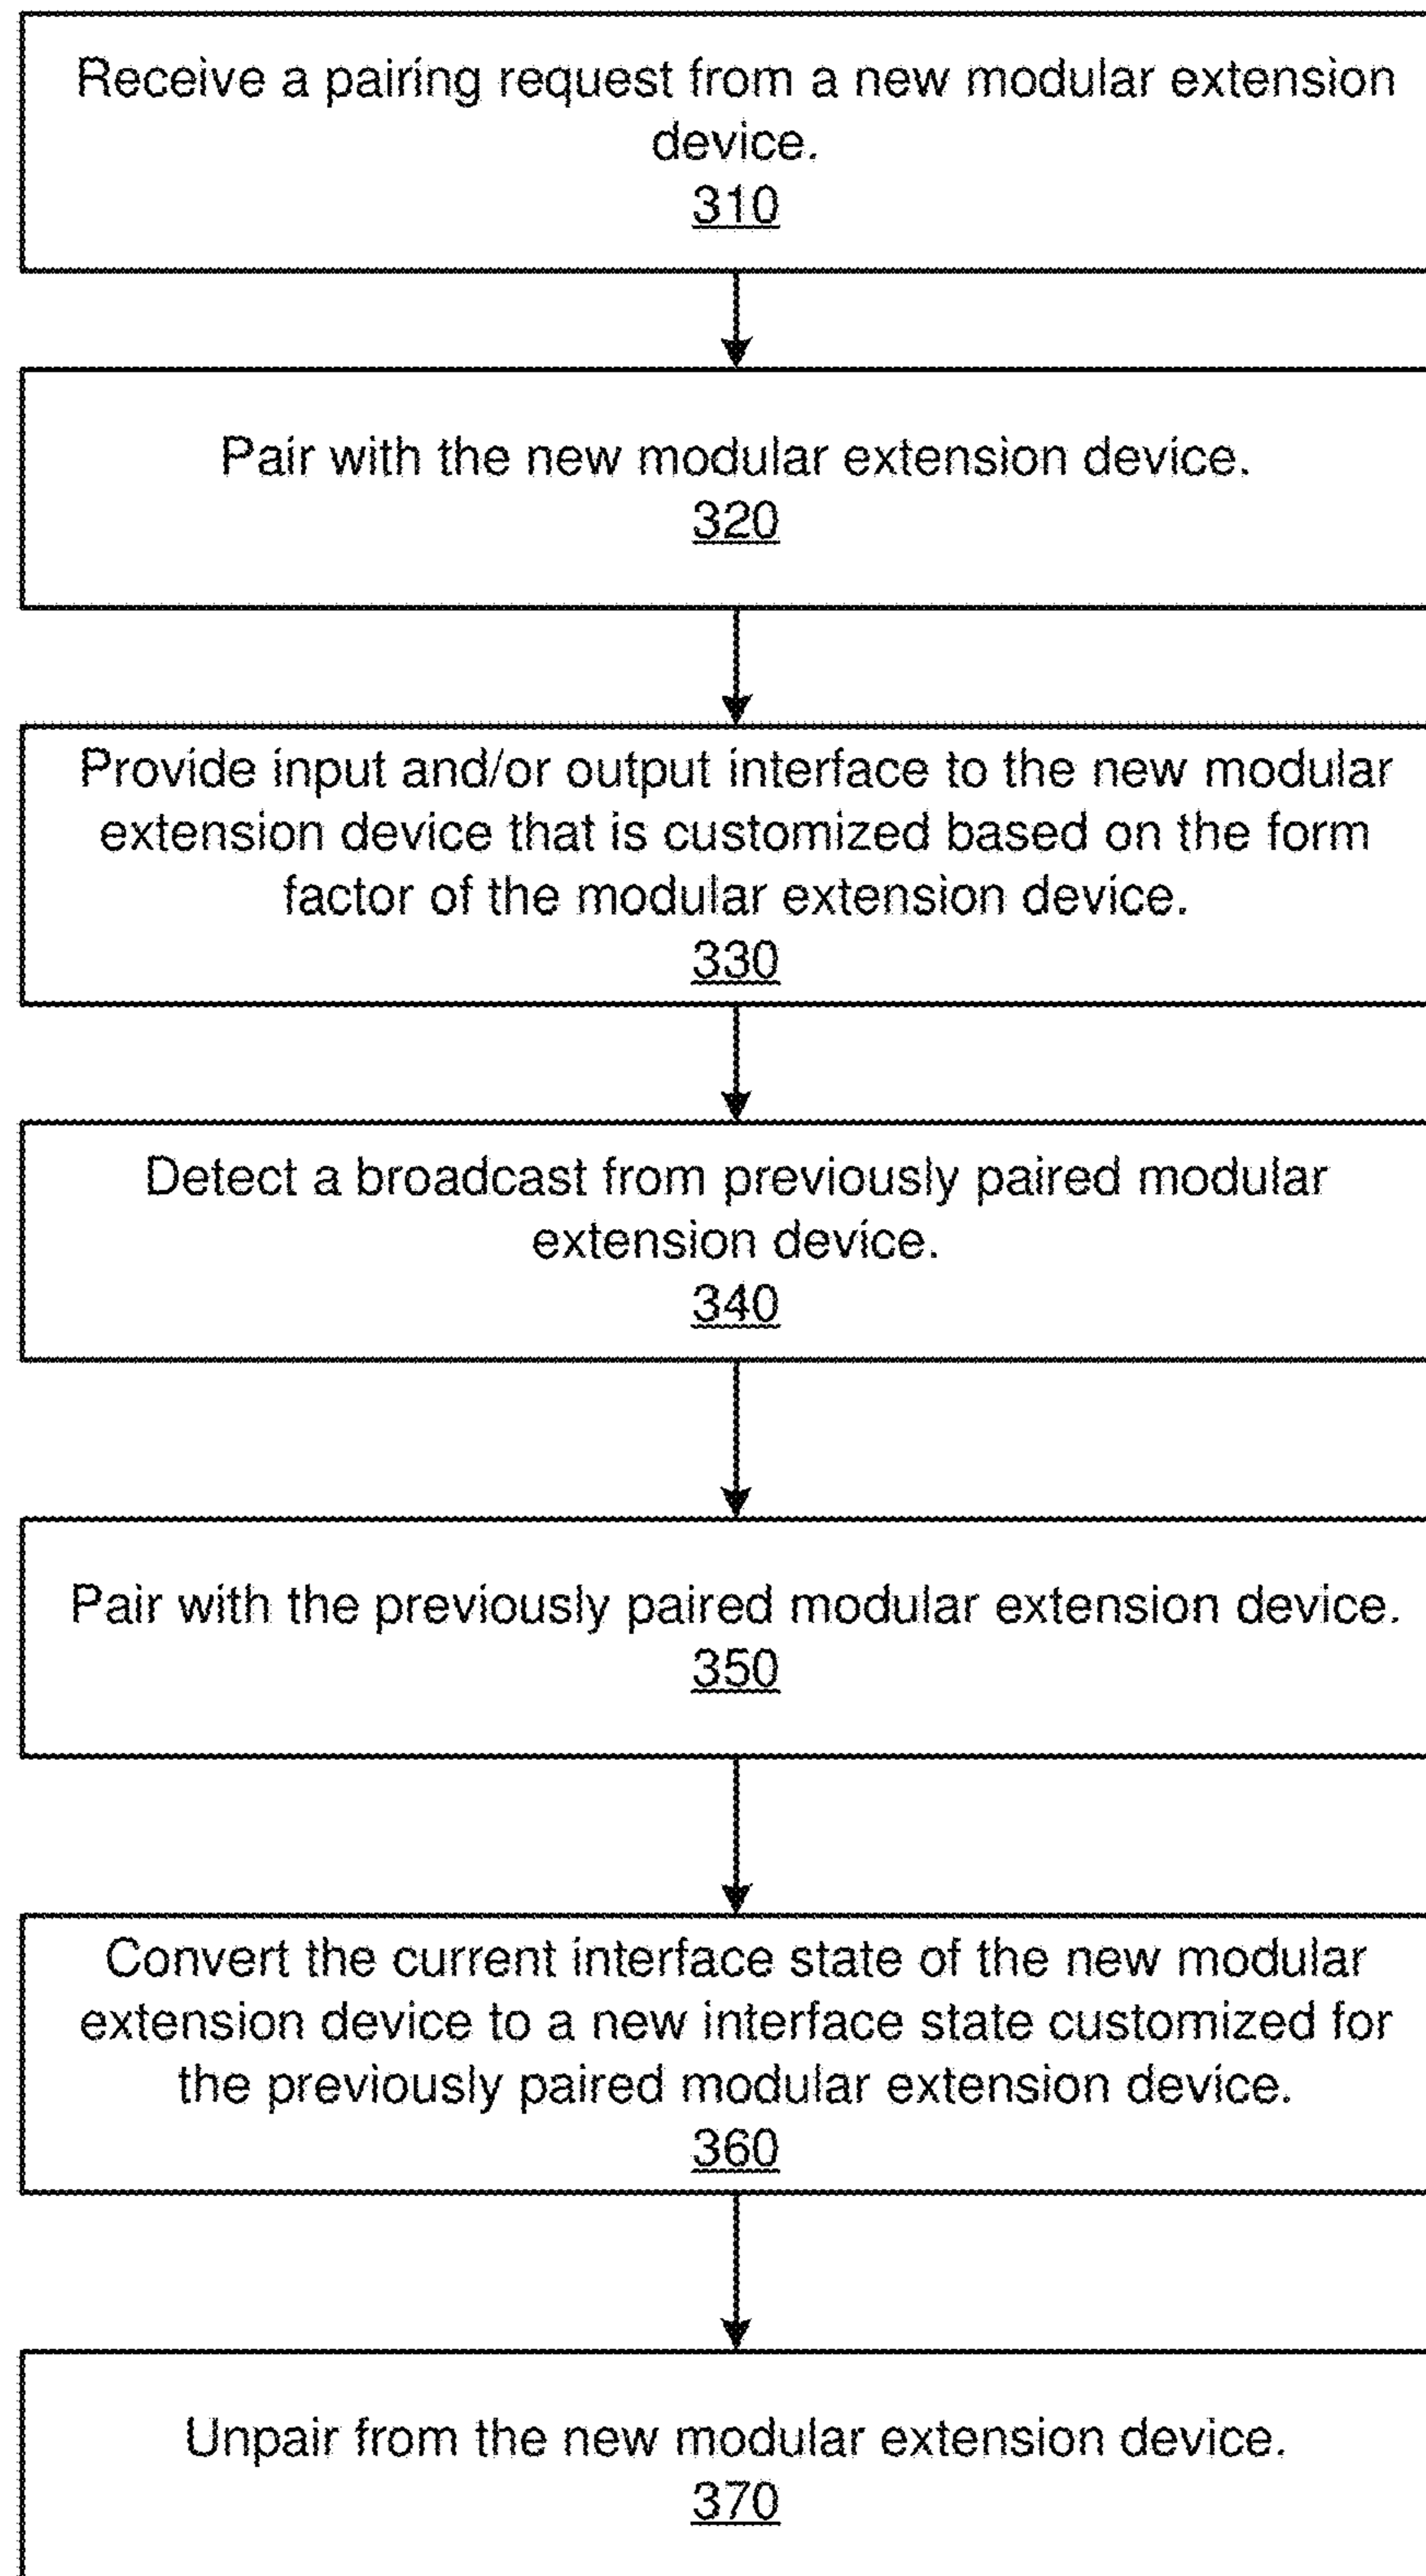 Receive a pairing request from a new modular extension
device.
310
Pair with the new modular extension device.
320
Provide input and/or output interface to the new modular
extension device that is customized based on the form
factor of the modular extension device.
330
Detect a broadcast from previously paired modular
extension device.
340
Pair with the previously paired modular extension device.
350
Convert the current interface state of the new modular
extension device to a new interface state customized for
the previously paired modular extension device.
360
Unpair from the new modular extension device.
370